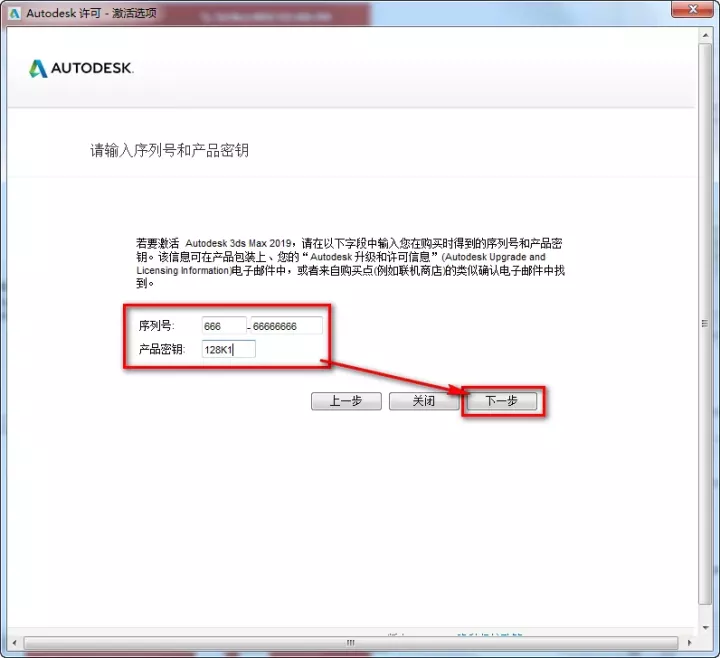 Autodesk 许可 - 激活选项
AUTODESK.
请输入序列号和产品密钥
若要激活 Autodesk 3ds Max 2019，请在以下字段中输入您在购买时得到的序列号和产品密
钥。该信息可在产品包装上、您的“Autodesk 升级和许可信息” (Autodesk Upgrade and
Licensing Information)电子邮件中，或者来自购买点(例如联机商店)的类似确认电子邮件中找
到。
序列号: 666 - 66666666
产品密钥: 128K1
上一步 关闭 下一步